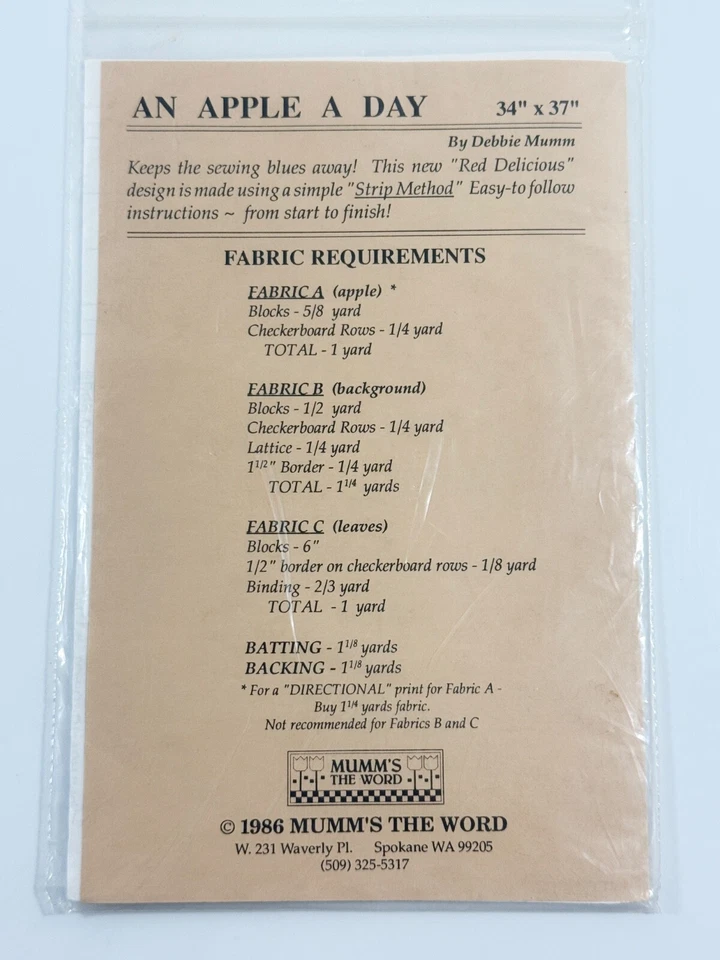 AN APPLE A DAY 34" x 37"
By Debbie Mumm
Keeps the sewing blues away! This new "Red Delicious"
design is made using a simple "Strip Method" Easy-to follow
instructions ~ from start to finish!
FABRIC REQUIREMENTS
FABRIC A (apple) *
Blocks - 5/8 yard
Checkerboard Rows - 1/4 yard
TOTAL - 1 yard
FABRIC B (background)
Blocks - 1/2 yard
Checkerboard Rows - 1/4 yard
Lattice - 1/4 yard
1 1/2" Border - 1/4 yard
TOTAL - 1 1/4 yards
FABRIC C (leaves)
Blocks - 6"
1/2" border on checkerboard rows - 1/8 yard
Binding - 2/3 yard
TOTAL - 1 yard
BATTING - 1 1/8 yards
BACKING - 1 1/8 yards
* For a "DIRECTIONAL" print for Fabric A -
Buy 1 1/4 yards fabric.
Not recommended for Fabrics B and C
MUMM'S
THE WORD
© 1986 MUMM'S THE WORD
W. 231 Waverly Pl. Spokane WA 99205
(509) 325-5317